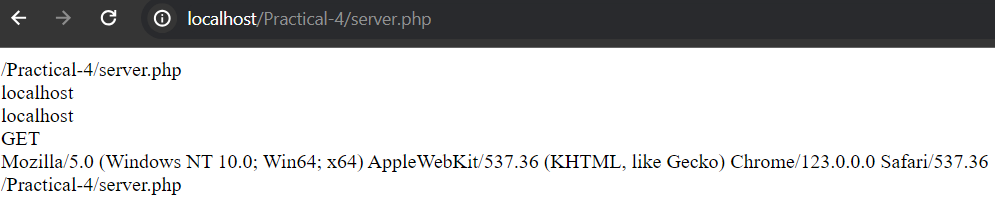 localhost/Practical-4/server.php
/Practical-4/server.php
localhost
localhost
GET
Mozilla/5.0 (Windows NT 10.0; Win64; x64) AppleWebKit/537.36 (KHTML, like Gecko) Chrome/123.0.0.0 Safari/537.36
/Practical-4/server.php